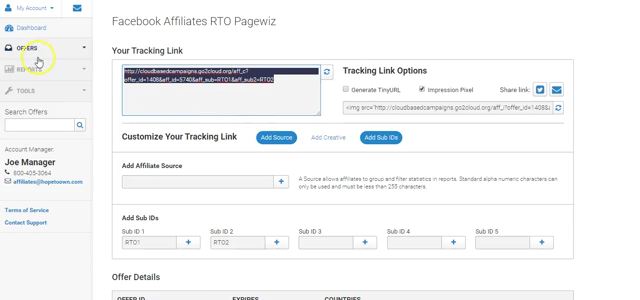 My Account
Facebook Affiliates RTO Pagewiz
Dashboard
OFFERS
REPORTS
TOOLS
Search Offers
Account Manager:
Joe Manager
800-405-3064
affiliates@hopetoown.com
Terms of Service
Contact Support
Your Tracking Link
http://cloudbasedcampaigns.go2cloud.org/aff_c?
offer_id=1408&aff_id=5740&aff_sub=RTO1&aff_sub2=RTO2
Tracking Link Options
Generate TinyURL Impression Pixel Share link:
<img src="http://cloudbasedcampaigns.go2cloud.org/aff_i?offer_id=1408&
Customize Your Tracking Link Add Source Add Creative Add Sub IDs
Add Affiliate Source
A Source allows affiliates to group and filter statistics in reports. Standard alpha numeric characters can
only be used and must be less than 255 characters.
Add Sub IDs
Sub ID 1 Sub ID 2 Sub ID 3 Sub ID 4 Sub ID 5
RTO1 RTO2
Offer Details
OFFER ID EXPIRES COUNTRIES